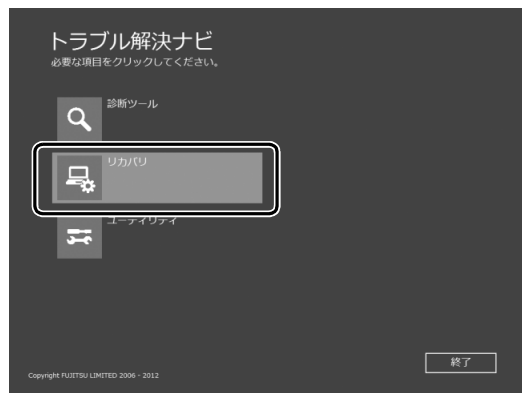 トラブル解決ナビ
必要な項目をクリックしてください。
診断ツール
リカバリ
ユーティリティ
終了
Copyright FUJITSU LIMITED 2006 - 2012